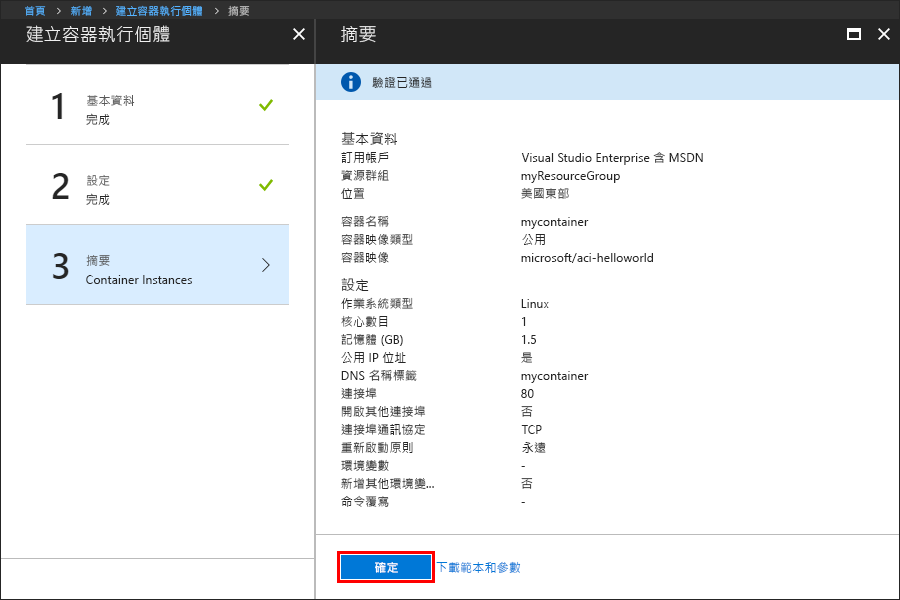 首頁 > 新增 > 建立容器執行個體 > 摘要
建立容器執行個體
1
基本資料
完成
2
設定
完成
3
摘要
Container Instances
摘要
驗證已通過
基本資料
訂用帳戶 Visual Studio Enterprise 含 MSDN
資源群組 myResourceGroup
位置 美國東部
容器名稱 mycontainer
容器映像類型 公用
容器映像 microsoft/aci-helloworld
設定
作業系統類型 Linux
核心數目 1
記憶體 (GB) 1.5
公用 IP 位址 是
DNS 名稱標籤 mycontainer
連接埠 80
開啟其他連接埠 否
連接埠通訊協定 TCP
重新啟動原則 永遠
環境變數 -
新增其他環境變... 否
命令覆寫 -
確定 下載範本和參數